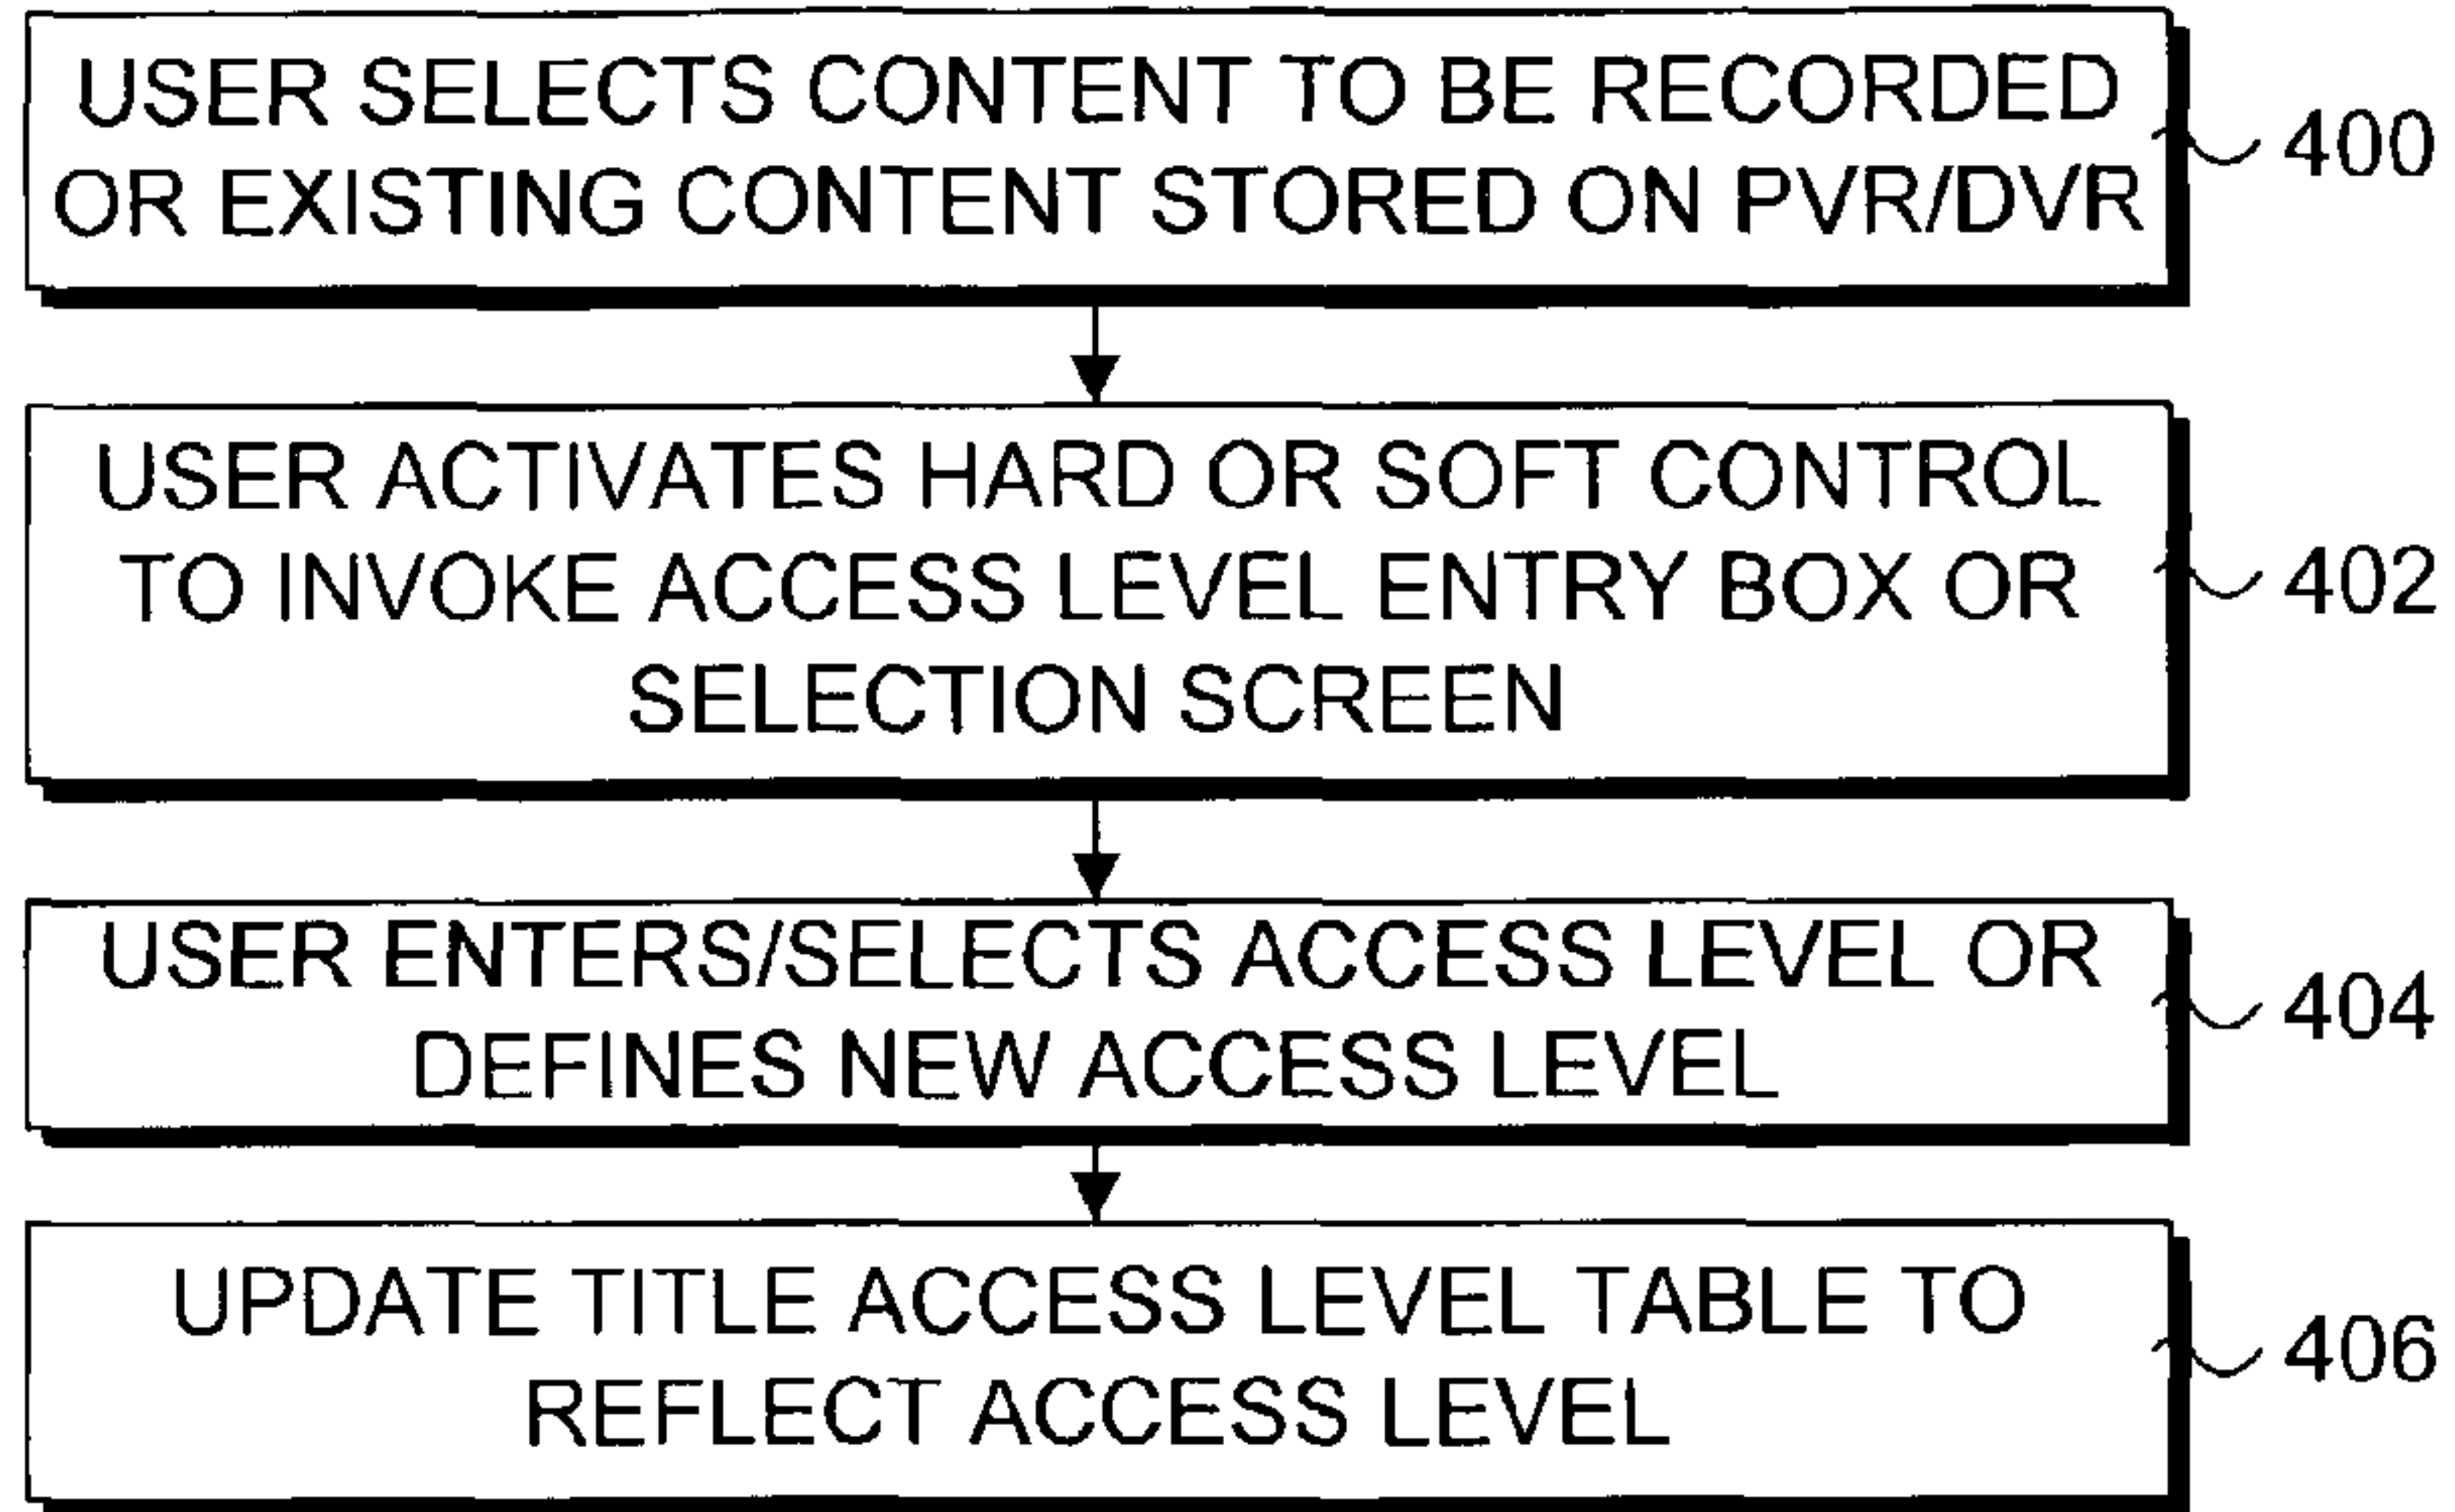 USER SELECTS CONTENT TO BE RECORDED
OR EXISTING CONTENT STORED ON PVR/DVR
400
USER ACTIVATES HARD OR SOFT CONTROL
TO INVOKE ACCESS LEVEL ENTRY BOX OR
SELECTION SCREEN
402
USER ENTERS/SELECTS ACCESS LEVEL OR
DEFINES NEW ACCESS LEVEL
404
UPDATE TITLE ACCESS LEVEL TABLE TO
REFLECT ACCESS LEVEL
406